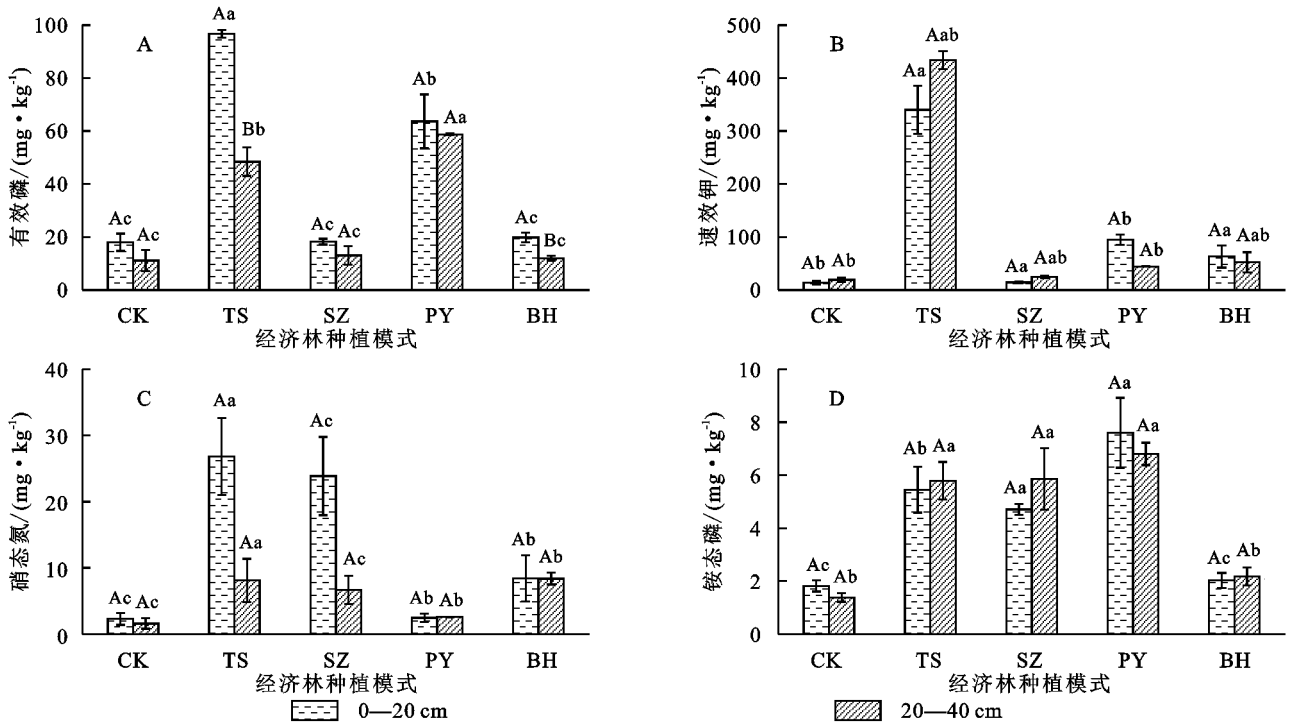 有效磷/(mg·kg⁻¹)
100
80
60
40
20
0
A
Ac
Ac
Aa
Bb
Ac
Ac
Ab
Aa
Ac
Bc
CK TS SZ PY BH
经济林种植模式
速效钾/(mg·kg⁻¹)
500
400
300
200
100
0
B
Ab
Ab
Aa
Aab
Aa
Aab
Ab
Ab
Aa
Aab
CK TS SZ PY BH
经济林种植模式
硝态氮/(mg·kg⁻¹)
40
30
20
10
0
C
Ac
Ac
Aa
Aa
Ac
Ac
Ab
Ab
Ab
Ab
CK TS SZ PY BH
经济林种植模式
铵态磷/(mg·kg⁻¹)
10
8
6
4
2
0
D
Ac
Ab
Ab
Aa
Aa
Aa
Aa
Aa
Ac
Ab
CK TS SZ PY BH
经济林种植模式
0—20 cm
20—40 cm